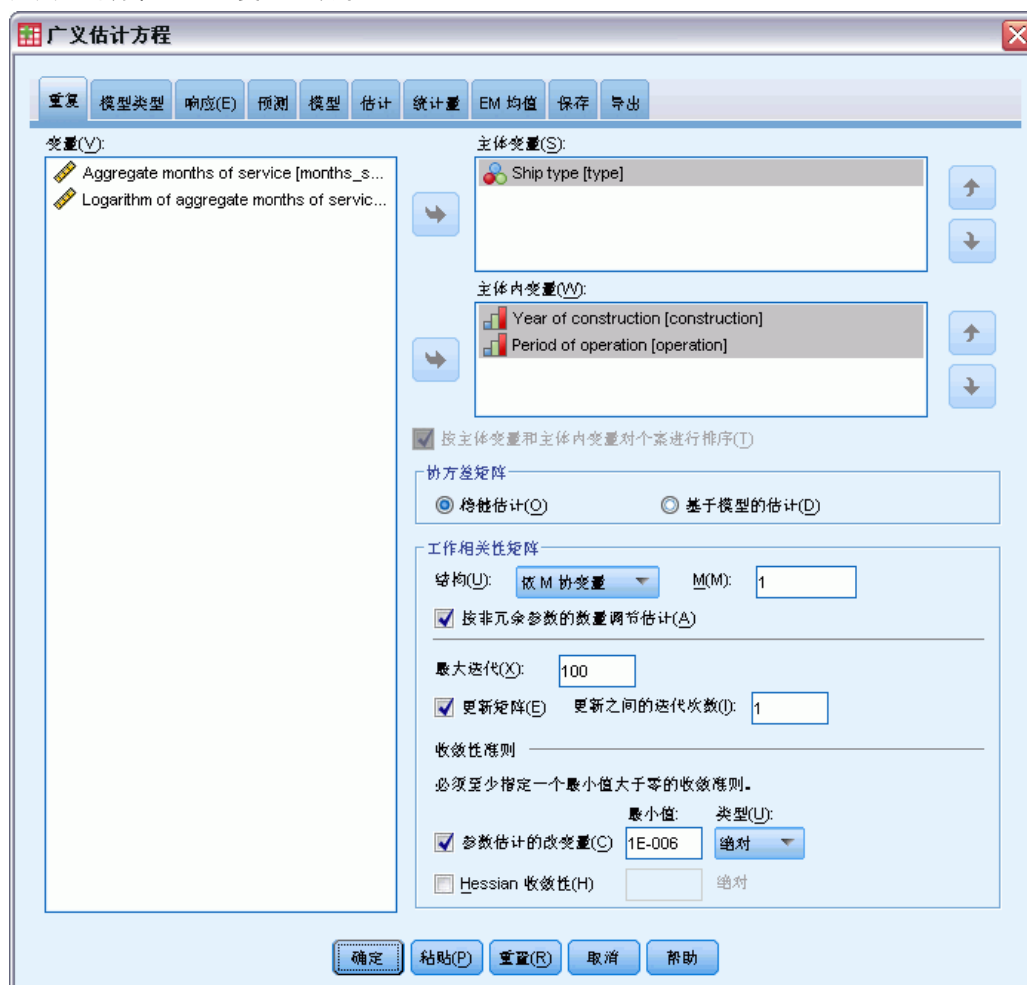 广义估计方程
重复 模型类型 响应(E) 预测 模型 估计 统计量 EM 均值 保存 导出
变量(V):
Aggregate months of service [months_s...
Logarithm of aggregate months of servic...
主体变量(S):
Ship type [type]
主体内变量(W):
Year of construction [construction]
Period of operation [operation]
按主体变量和主体内变量对个案进行排序(T)
协方差矩阵
稳健估计(O) 基于模型的估计(D)
工作相关性矩阵
结构(U): 依 M 协变量 M(M): 1
按非冗余参数的数量调节估计(A)
最大迭代(X): 100
更新矩阵(E) 更新之间的迭代次数(I): 1
收敛性准则
必须至少指定一个最小值大于零的收敛准则。
最小值: 类型(U):
参数估计的改变量(C) 1E-006 绝对
Hessian 收敛性(H) 绝对
确定 粘贴(P) 重置(R) 取消 帮助